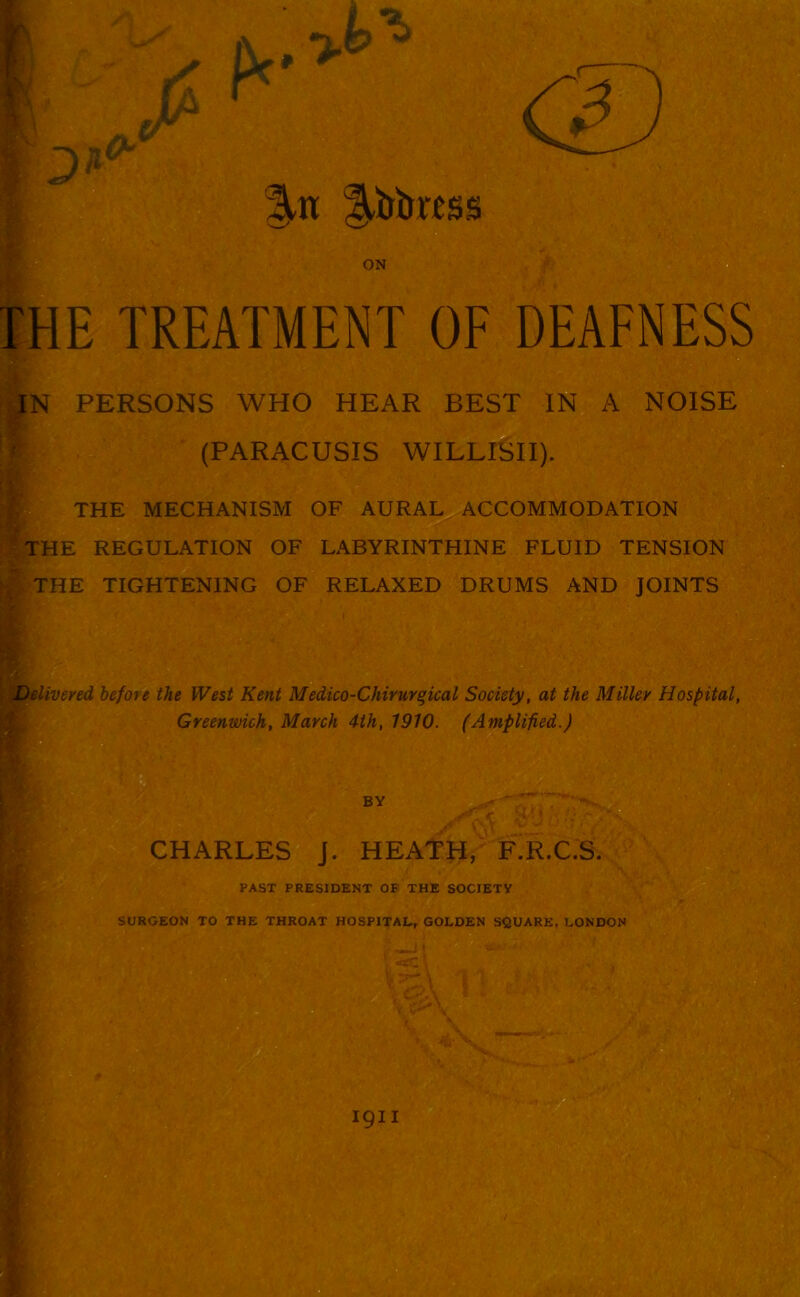 3
An Address
ON
THE TREATMENT OF DEAFNESS
IN PERSONS WHO HEAR BEST IN A NOISE
(PARACUSIS WILLISII).
THE MECHANISM OF AURAL ACCOMMODATION
THE REGULATION OF LABYRINTHINE FLUID TENSION
THE TIGHTENING OF RELAXED DRUMS AND JOINTS
Delivered before the West Kent Medico-Chirurgical Society, at the Miller Hospital,
Greenwich, March 4th, 1910. (Amplified.)
BY
CHARLES J. HEATH, F.R.C.S.
PAST PRESIDENT OF THE SOCIETY
SURGEON TO THE THROAT HOSPITAL, GOLDEN SQUARE, LONDON
1911